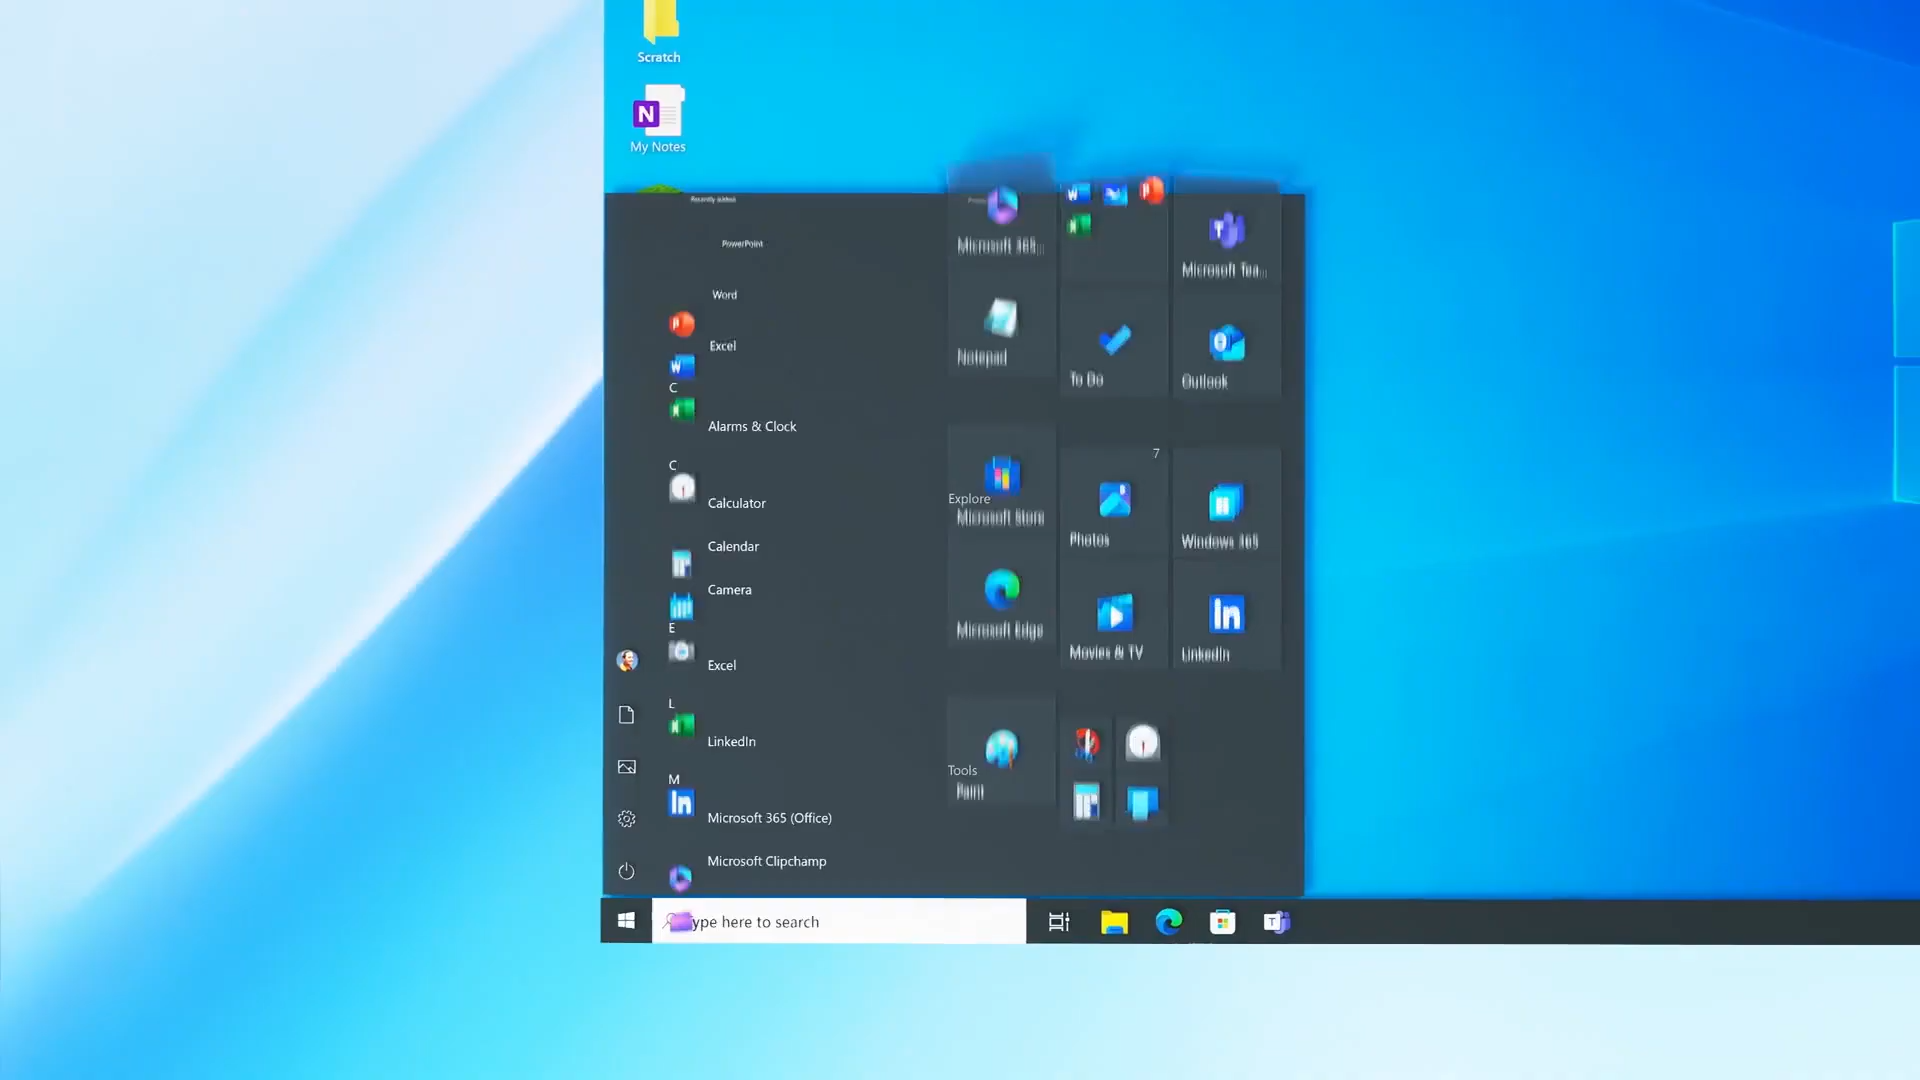 Scratch
N
My Notes
Recently added
PowerPoint
Word
Excel
C
Alarms & Clock
C
Calculator
Calendar
Camera
E
Excel
L
LinkedIn
M
Microsoft 365 (Office)
Microsoft Clipchamp
Microsoft 365...
Microsoft Tea...
Notepad
To Do
Outlook
Explore
7
Microsoft Store
Photos
Windows 365
Microsoft Edge
Movies & TV
LinkedIn
Tools
Paint
ype here to search